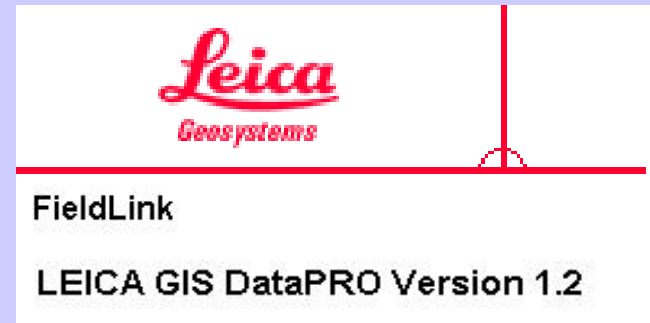 Leica
Geosystems
FieldLink
LEICA GIS DataPRO Version 1.2